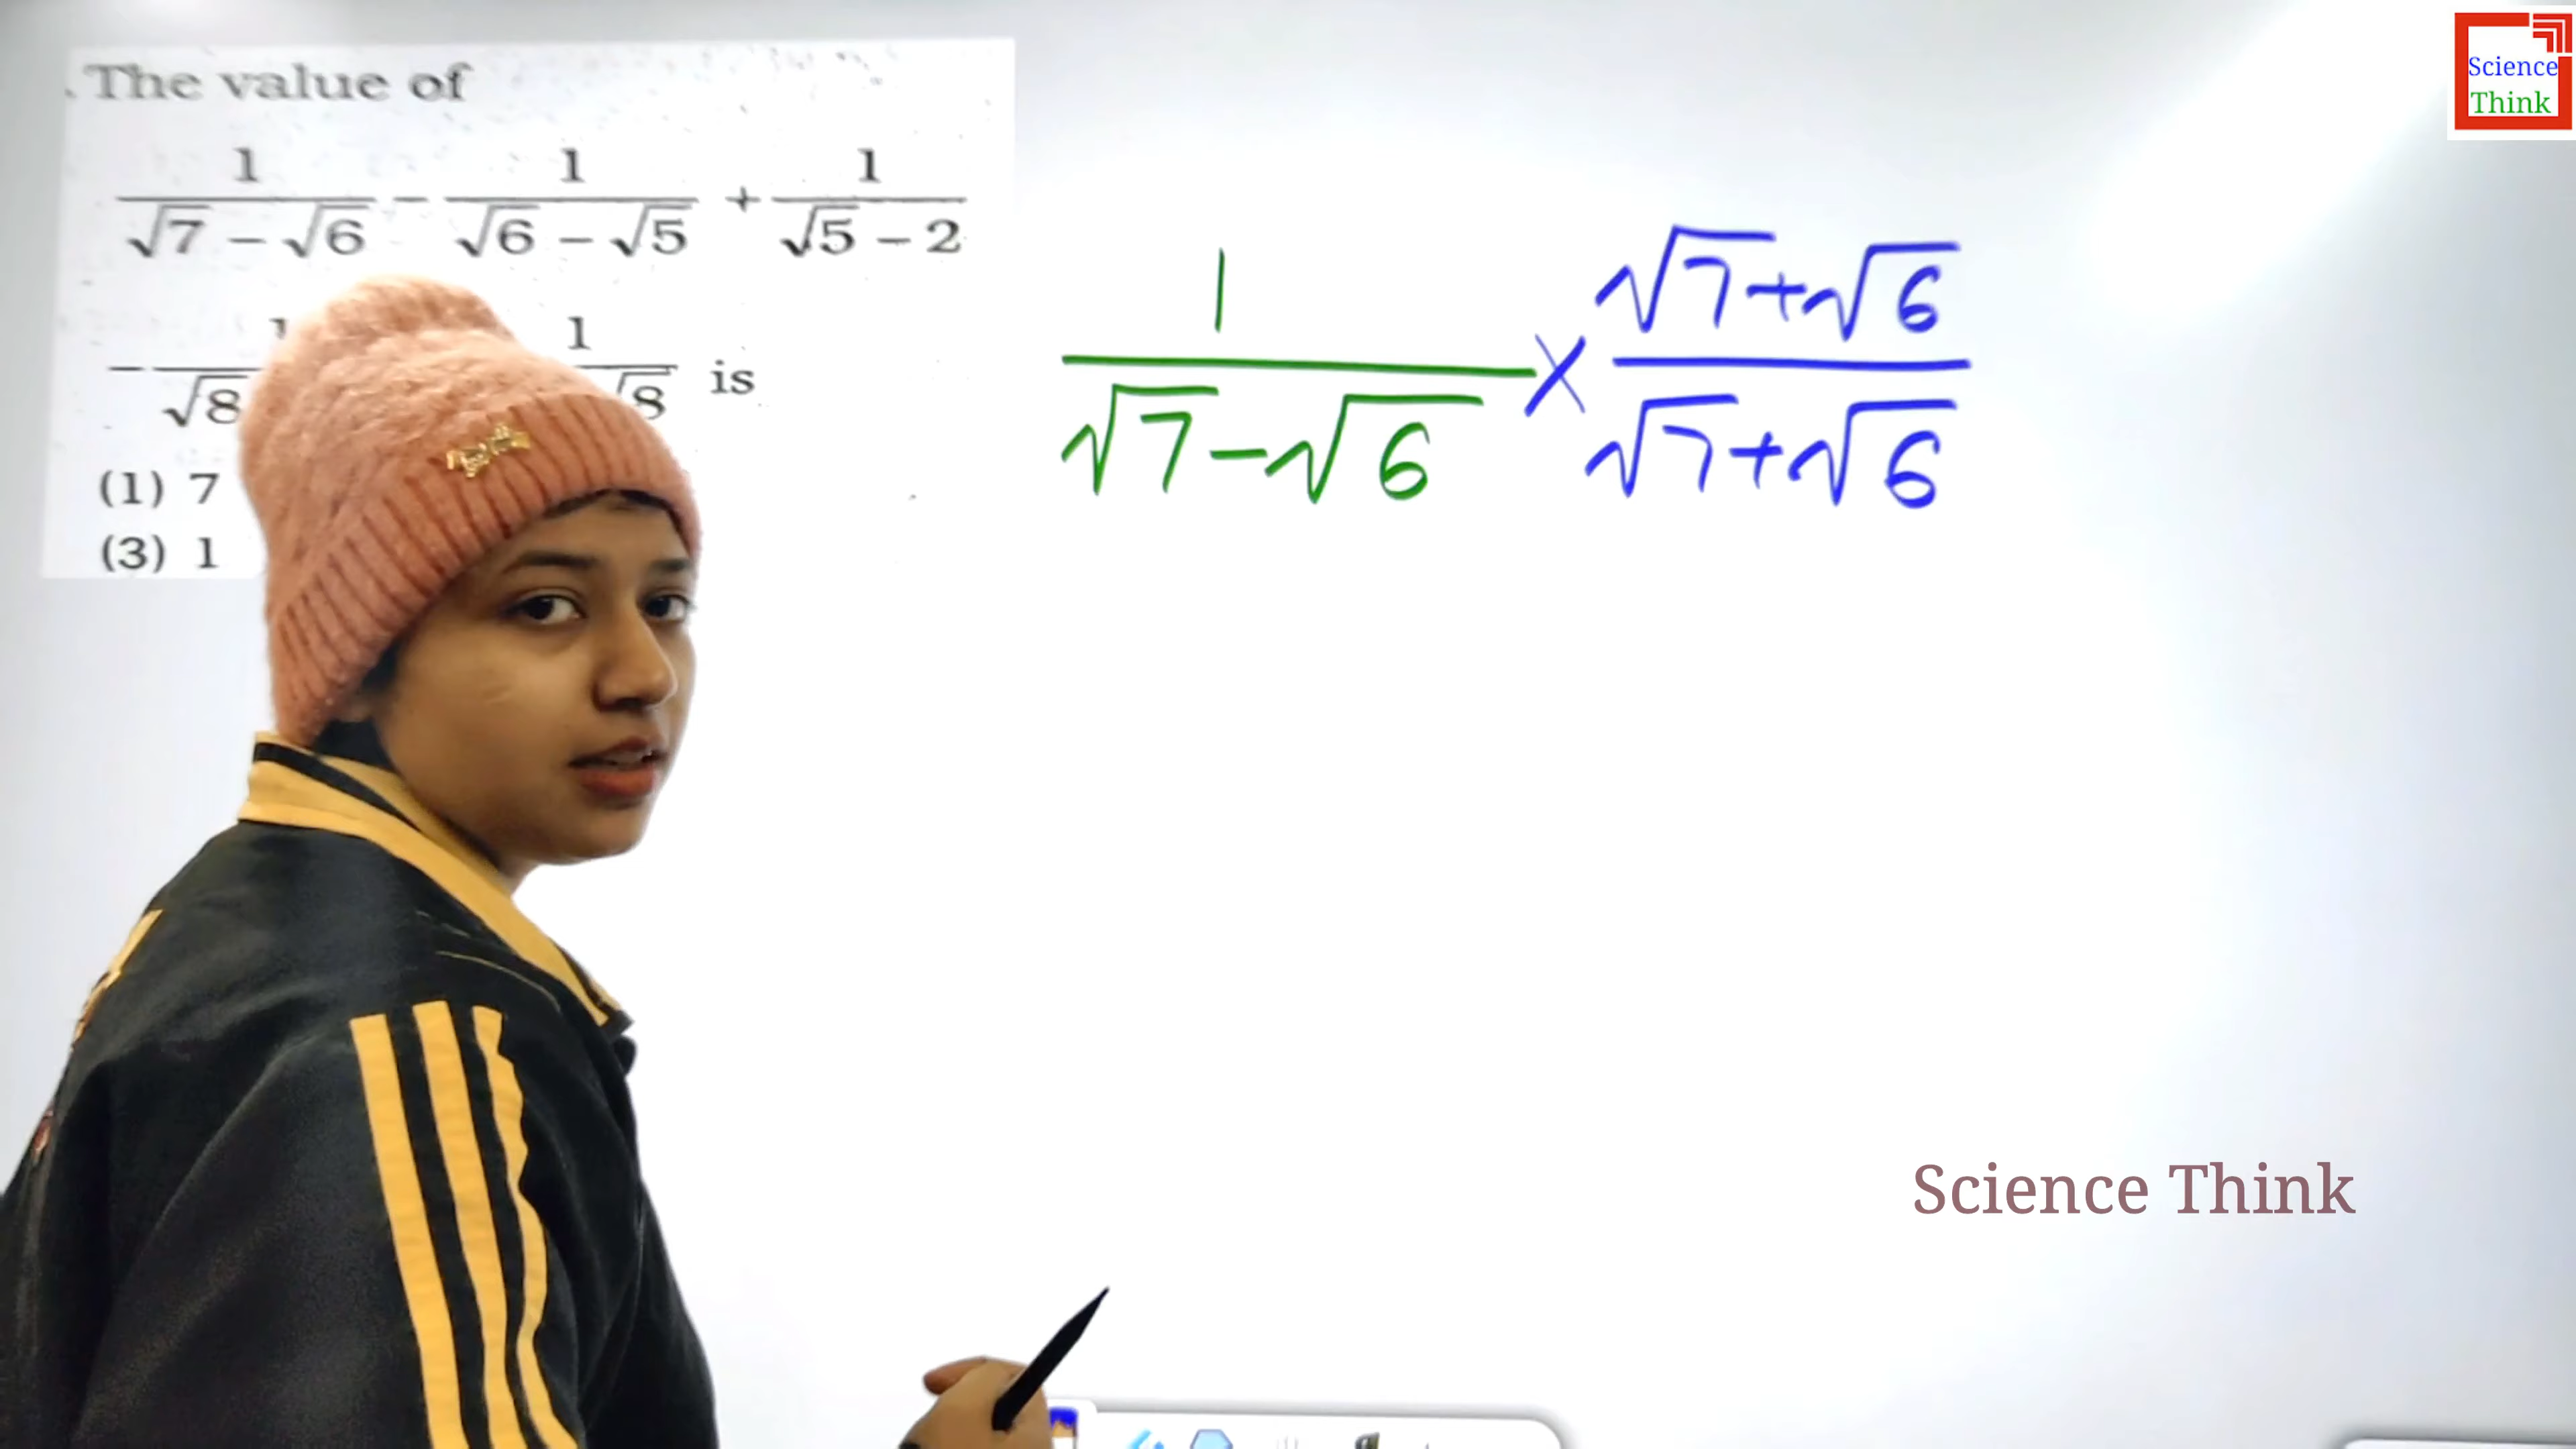 The value of
1 1 1
√7 − √6 − √6 − √5 + √5 − 2
1
− √8 √8 is
(1) 7
(3) 1
1 × √7+√6
√7−√6 √7+√6
Science
Think
Science Think